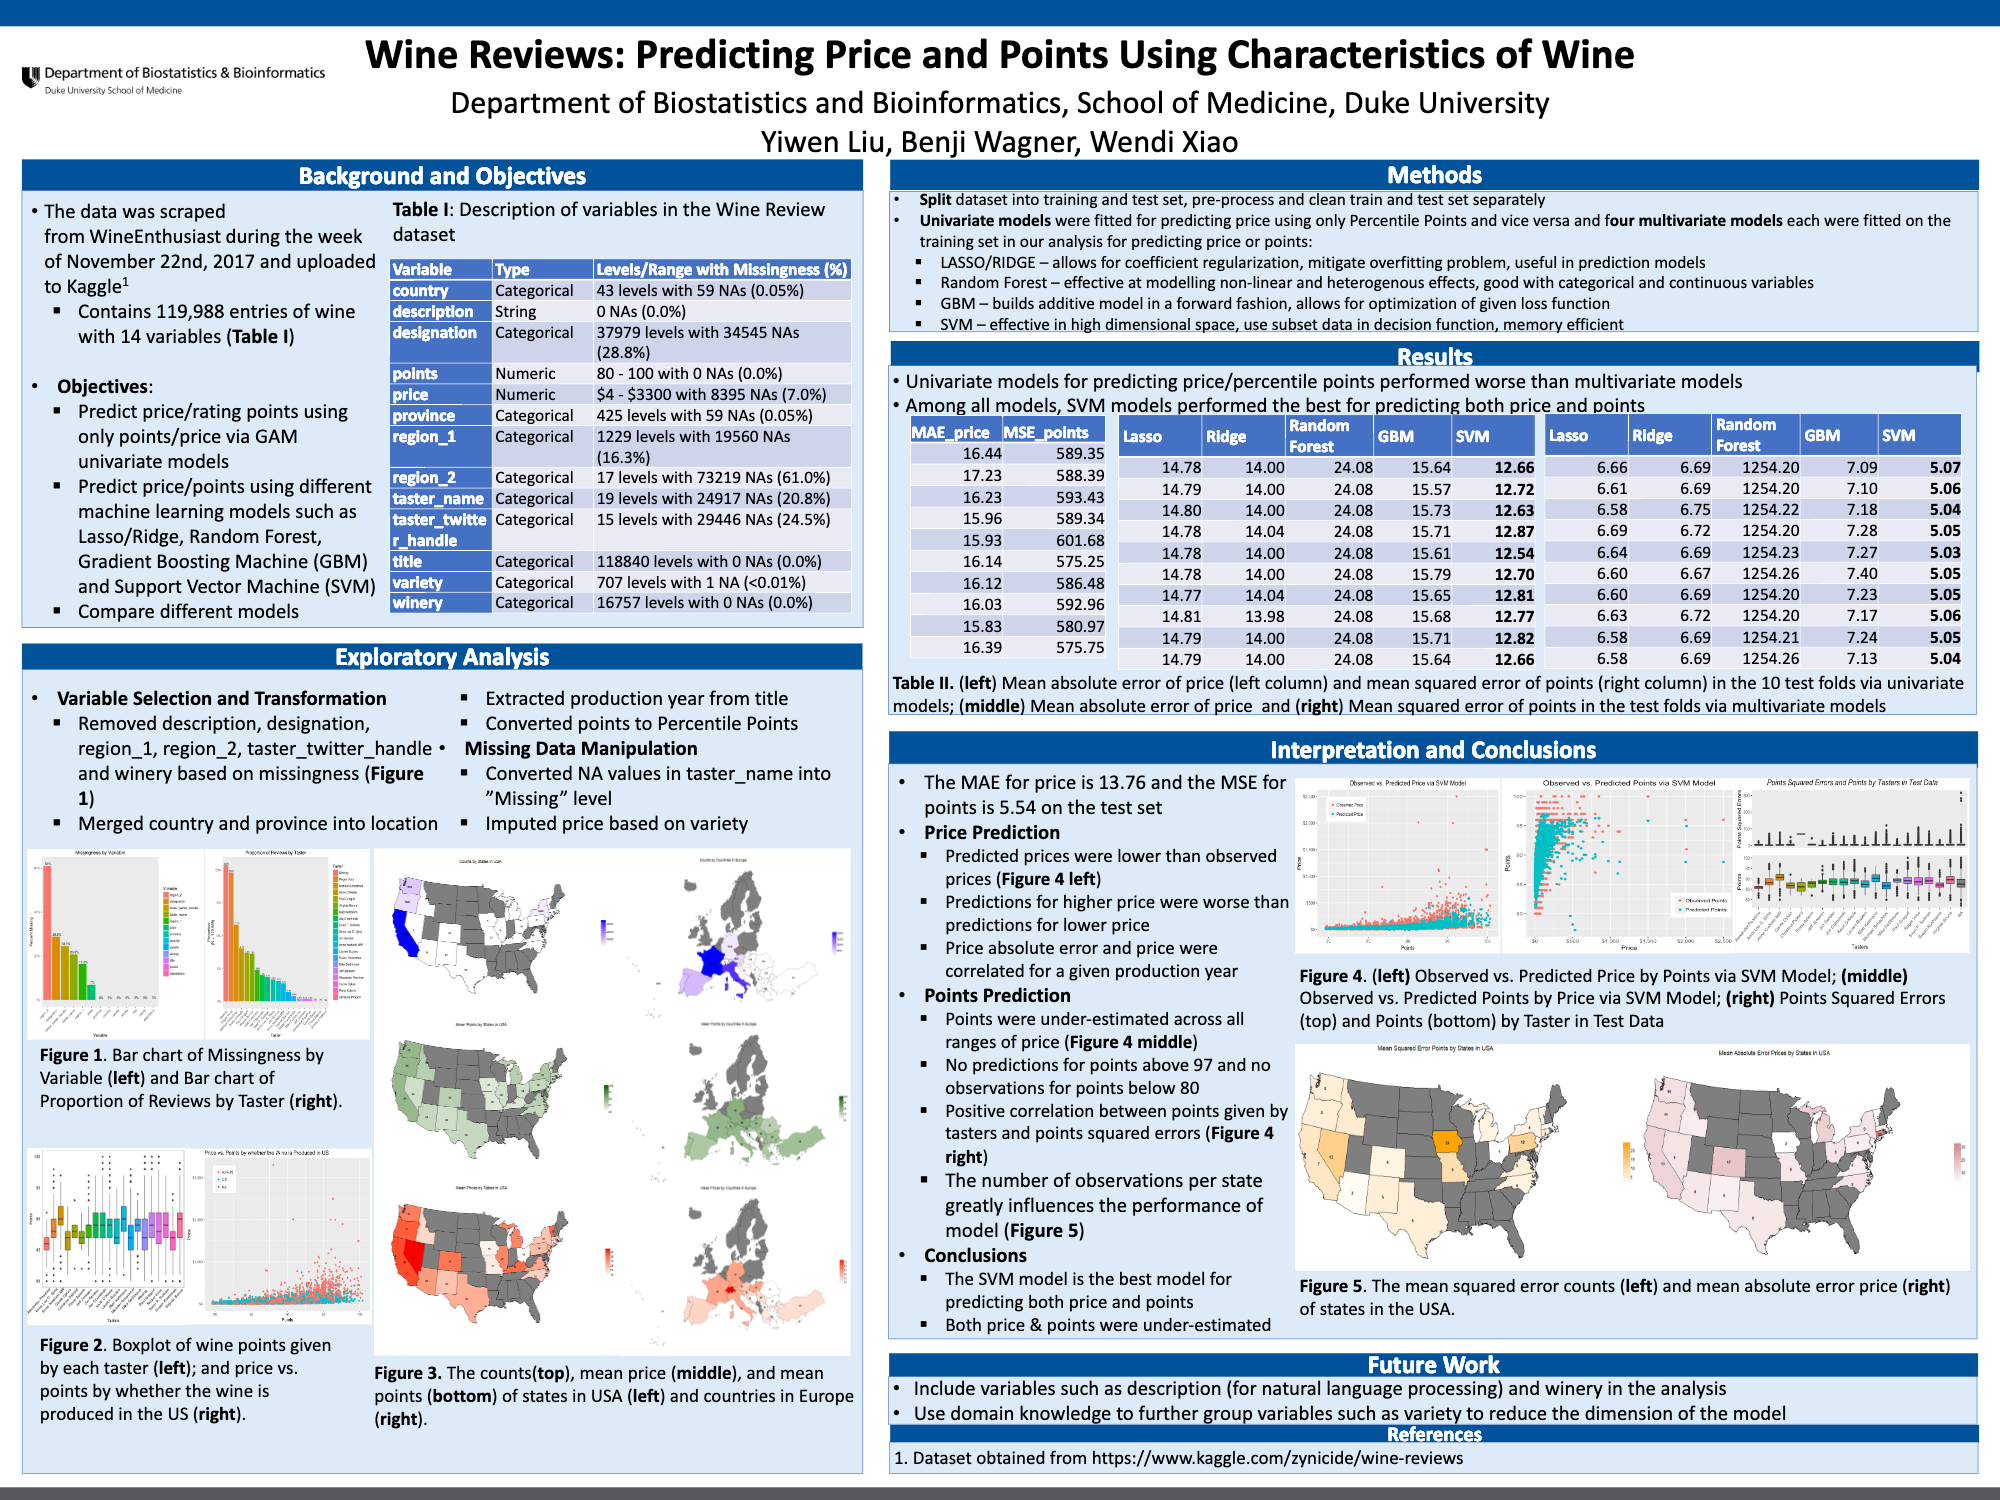 Wine Reviews: Predicting Price and Points Using Characteristics of Wine
Department of Biostatistics & Bioinformatics
Duke University School of Medicine
Department of Biostatistics and Bioinformatics, School of Medicine, Duke University
Yiwen Liu, Benji Wagner, Wendi Xiao
Background and Objectives
• The data was scraped
from WineEnthusiast during the week
of November 22nd, 2017 and uploaded
to Kaggle1
▪ Contains 119,988 entries of wine
with 14 variables (Table I)
• Objectives:
▪ Predict price/rating points using
only points/price via GAM
univariate models
▪ Predict price/points using different
machine learning models such as
Lasso/Ridge, Random Forest,
Gradient Boosting Machine (GBM)
and Support Vector Machine (SVM)
▪ Compare different models
Table I: Description of variables in the Wine Review
dataset
Variable Type Levels/Range with Missingness (%)
country Categorical 43 levels with 59 NAs (0.05%)
description String 0 NAs (0.0%)
designation Categorical 37979 levels with 34545 NAs
(28.8%)
points Numeric 80 - 100 with 0 NAs (0.0%)
price Numeric $4 - $3300 with 8395 NAs (7.0%)
province Categorical 425 levels with 59 NAs (0.05%)
region_1 Categorical 1229 levels with 19560 NAs
(16.3%)
region_2 Categorical 17 levels with 73219 NAs (61.0%)
taster_name Categorical 19 levels with 24917 NAs (20.8%)
taster_twitte Categorical 15 levels with 29446 NAs (24.5%)
r_handle
title Categorical 118840 levels with 0 NAs (0.0%)
variety Categorical 707 levels with 1 NA (<0.01%)
winery Categorical 16757 levels with 0 NAs (0.0%)
Exploratory Analysis
• Variable Selection and Transformation
▪ Removed description, designation,
region_1, region_2, taster_twitter_handle
and winery based on missingness (Figure
1)
▪ Merged country and province into location
▪ Extracted production year from title
▪ Converted points to Percentile Points
• Missing Data Manipulation
▪ Converted NA values in taster_name into
”Missing” level
▪ Imputed price based on variety
Missingness by Variable
Variable
Proportion of Reviews by Taster
Taster
Figure 1. Bar chart of Missingness by
Variable (left) and Bar chart of
Proportion of Reviews by Taster (right).
Price vs. Points by whether the Wine is Produced in US
Points
Tasters
Figure 2. Boxplot of wine points given
by each taster (left); and price vs.
points by whether the wine is
produced in the US (right).
Counts by States in USA
Counts by Countries in Europe
Mean Points by States in USA
Mean Points by Countries in Europe
Mean Prices by States in USA
Mean Prices by Countries in Europe
Figure 3. The counts(top), mean price (middle), and mean
points (bottom) of states in USA (left) and countries in Europe
(right).
Methods
• Split dataset into training and test set, pre-process and clean train and test set separately
• Univariate models were fitted for predicting price using only Percentile Points and vice versa and four multivariate models each were fitted on the
training set in our analysis for predicting price or points:
▪ LASSO/RIDGE – allows for coefficient regularization, mitigate overfitting problem, useful in prediction models
▪ Random Forest – effective at modelling non-linear and heterogenous effects, good with categorical and continuous variables
▪ GBM – builds additive model in a forward fashion, allows for optimization of given loss function
▪ SVM – effective in high dimensional space, use subset data in decision function, memory efficient
Results
• Univariate models for predicting price/percentile points performed worse than multivariate models
• Among all models, SVM models performed the best for predicting both price and points
MAE_price MSE_points
16.44 589.35
17.23 588.39
16.23 593.43
15.96 589.34
15.93 601.68
16.14 575.25
16.12 586.48
16.03 592.96
15.83 580.97
16.39 575.75
Lasso Ridge Random Forest GBM SVM
14.78 14.00 24.08 15.64 12.66
14.79 14.00 24.08 15.57 12.72
14.80 14.00 24.08 15.73 12.63
14.78 14.04 24.08 15.71 12.87
14.78 14.00 24.08 15.61 12.54
14.78 14.00 24.08 15.79 12.70
14.77 14.04 24.08 15.65 12.81
14.81 13.98 24.08 15.68 12.77
14.79 14.00 24.08 15.71 12.82
14.79 14.00 24.08 15.64 12.66
Lasso Ridge Random Forest GBM SVM
6.66 6.69 1254.20 7.09 5.07
6.61 6.69 1254.20 7.10 5.06
6.58 6.75 1254.22 7.18 5.04
6.69 6.72 1254.20 7.28 5.05
6.64 6.69 1254.23 7.27 5.03
6.60 6.67 1254.26 7.40 5.05
6.60 6.69 1254.20 7.23 5.05
6.63 6.72 1254.20 7.17 5.06
6.58 6.69 1254.21 7.24 5.05
6.58 6.69 1254.26 7.13 5.04
Table II. (left) Mean absolute error of price (left column) and mean squared error of points (right column) in the 10 test folds via univariate
models; (middle) Mean absolute error of price and (right) Mean squared error of points in the test folds via multivariate models
Interpretation and Conclusions
• The MAE for price is 13.76 and the MSE for
points is 5.54 on the test set
• Price Prediction
▪ Predicted prices were lower than observed
prices (Figure 4 left)
▪ Predictions for higher price were worse than
predictions for lower price
▪ Price absolute error and price were
correlated for a given production year
• Points Prediction
▪ Points were under-estimated across all
ranges of price (Figure 4 middle)
▪ No predictions for points above 97 and no
observations for points below 80
▪ Positive correlation between points given by
tasters and points squared errors (Figure 4
right)
▪ The number of observations per state
greatly influences the performance of
model (Figure 5)
• Conclusions
▪ The SVM model is the best model for
predicting both price and points
▪ Both price & points were under-estimated
Observed vs. Predicted Price via SVM Model
Observed Price
Predicted Price
Price
Points
Observed vs. Predicted Points via SVM Model
Points
Observed Points
Predicted Points
$0 $500 $1,000 $1,500 $2,000 $2,500
Price
Points Squared Errors and Points by Tasters in Test Data
Points Squared Errors
Points
Tasters
Figure 4. (left) Observed vs. Predicted Price by Points via SVM Model; (middle)
Observed vs. Predicted Points by Price via SVM Model; (right) Points Squared Errors
(top) and Points (bottom) by Taster in Test Data
Mean Squared Error Points by States in USA
Mean Absolute Error Prices by States in USA
Figure 5. The mean squared error counts (left) and mean absolute error price (right)
of states in the USA.
Future Work
• Include variables such as description (for natural language processing) and winery in the analysis
• Use domain knowledge to further group variables such as variety to reduce the dimension of the model
References
1. Dataset obtained from https://www.kaggle.com/zynicide/wine-reviews